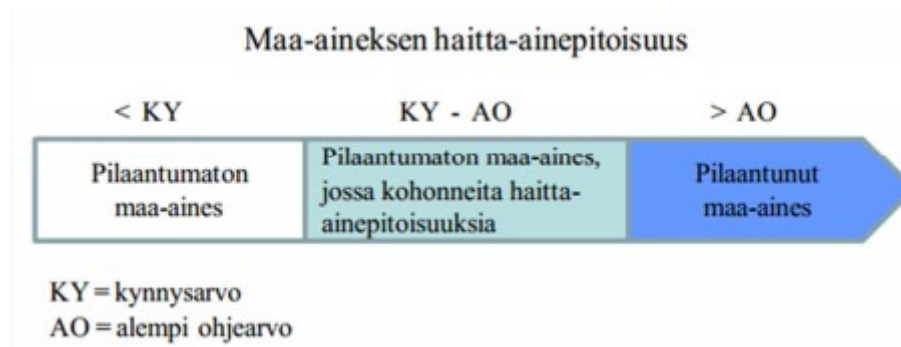 Maa-aineksen haitta-ainepitoisuus
< KY
KY - AO
> AO
Pilaantumaton
maa-aines
Pilaantumaton maa-aines,
jossa kohonneita haitta-
ainepitoisuuksia
Pilaantunut
maa-aines
KY = kynnysarvo
AO = alempi ohjearvo